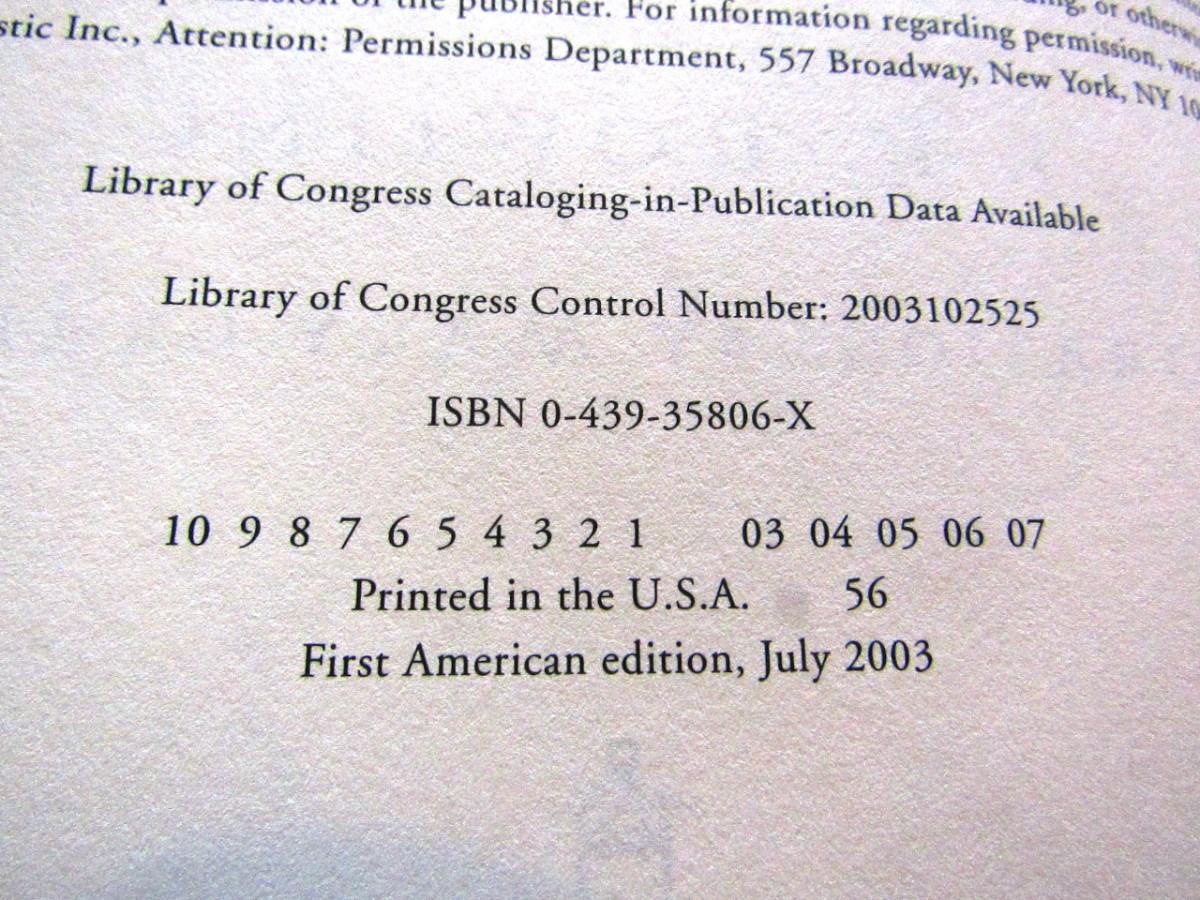 of the publisher. For information regarding permission,
stic Inc., Attention: Permissions Department, 557 Broadway, New York, NY 10
Library of Congress Cataloging-in-Publication Data Available
Library of Congress Control Number: 2003102525
ISBN 0-439-35806-X
10 9 8 7 6 5 4 3 2 1 03 04 05 06 07
Printed in the U.S.A. 56
First American edition, July 2003